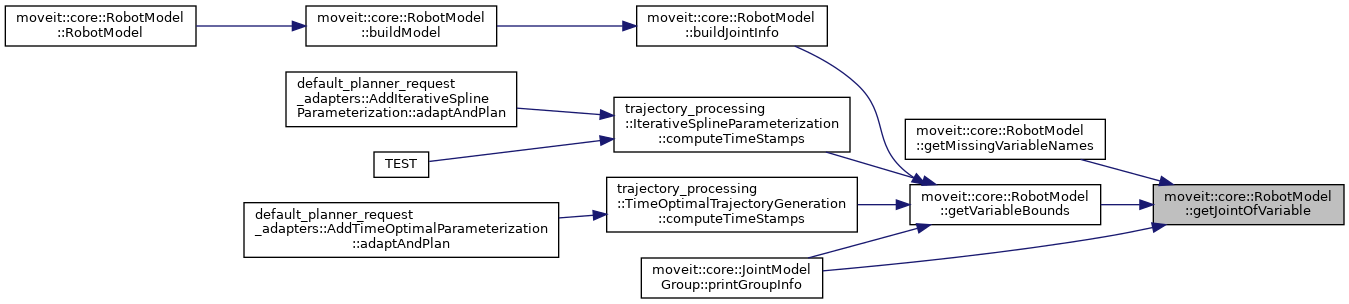 moveit::core::RobotModel
::RobotModel
moveit::core::RobotModel
::buildModel
moveit::core::RobotModel
::buildJointInfo
default_planner_request
_adapters::AddIterativeSpline
Parameterization::adaptAndPlan
trajectory_processing
::IterativeSplineParameterization
::computeTimeStamps
moveit::core::RobotModel
::getMissingVariableNames
TEST
trajectory_processing
::TimeOptimalTrajectoryGeneration
::computeTimeStamps
moveit::core::RobotModel
::getVariableBounds
moveit::core::RobotModel
::getJointOfVariable
default_planner_request
_adapters::AddTimeOptimalParameterization
::adaptAndPlan
moveit::core::JointModel
Group::printGroupInfo